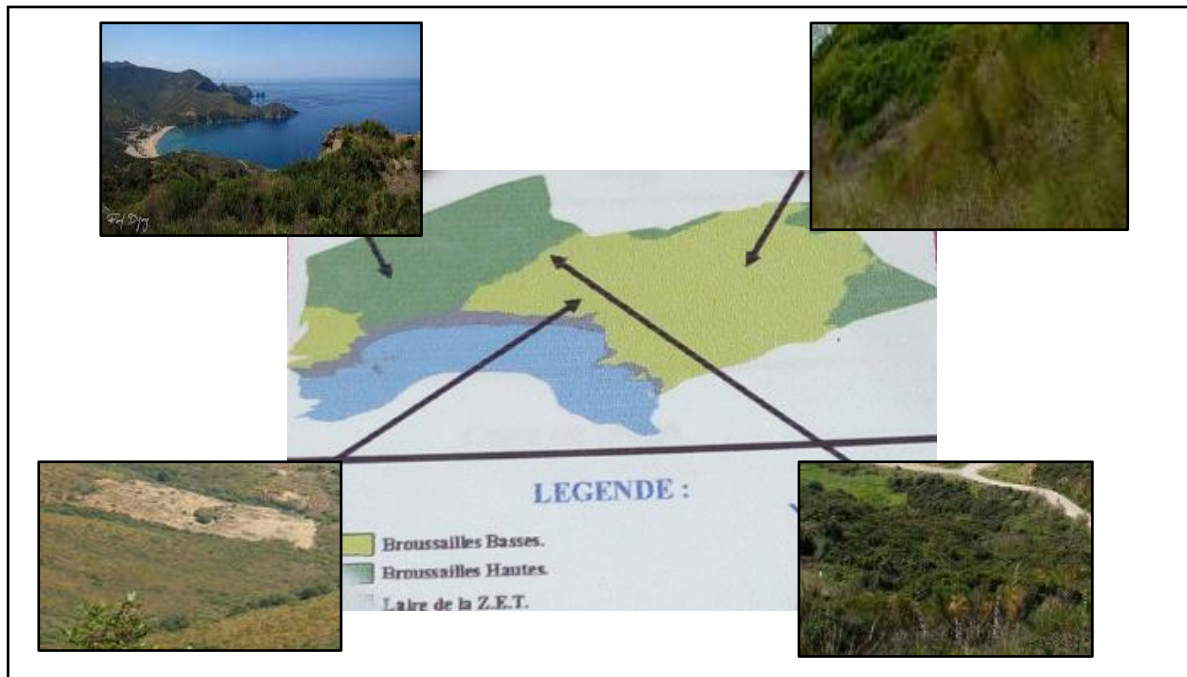 LEGENDE :
Broussailles Basses.
Broussailles Hautes.
Laire de la Z.E.T.